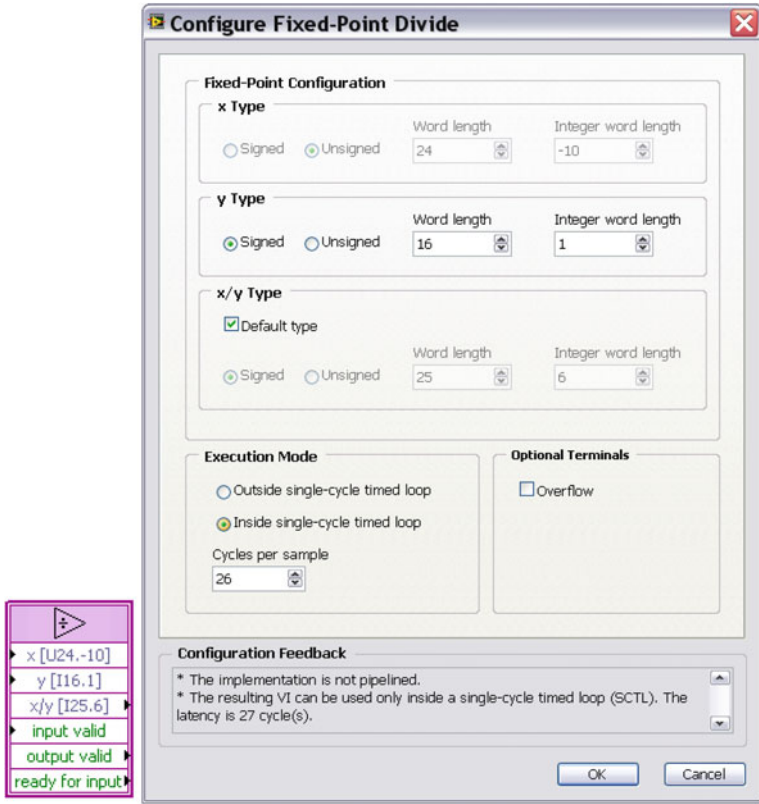 Configure Fixed-Point Divide
Fixed-Point Configuration
x Type
Word length Integer word length
Signed Unsigned 24 -10
y Type
Word length Integer word length
Signed Unsigned 16 1
x/y Type
Default type
Word length Integer word length
Signed Unsigned 25 6
Execution Mode
Outside single-cycle timed loop
Inside single-cycle timed loop
Cycles per sample
26
Optional Terminals
Overflow
Configuration Feedback
* The implementation is not pipelined.
* The resulting VI can be used only inside a single-cycle timed loop (SCTL). The
latency is 27 cycle(s).
OK Cancel
÷
x [U24.-10]
y [I16.1]
x/y [I25.6]
input valid
output valid
ready for input